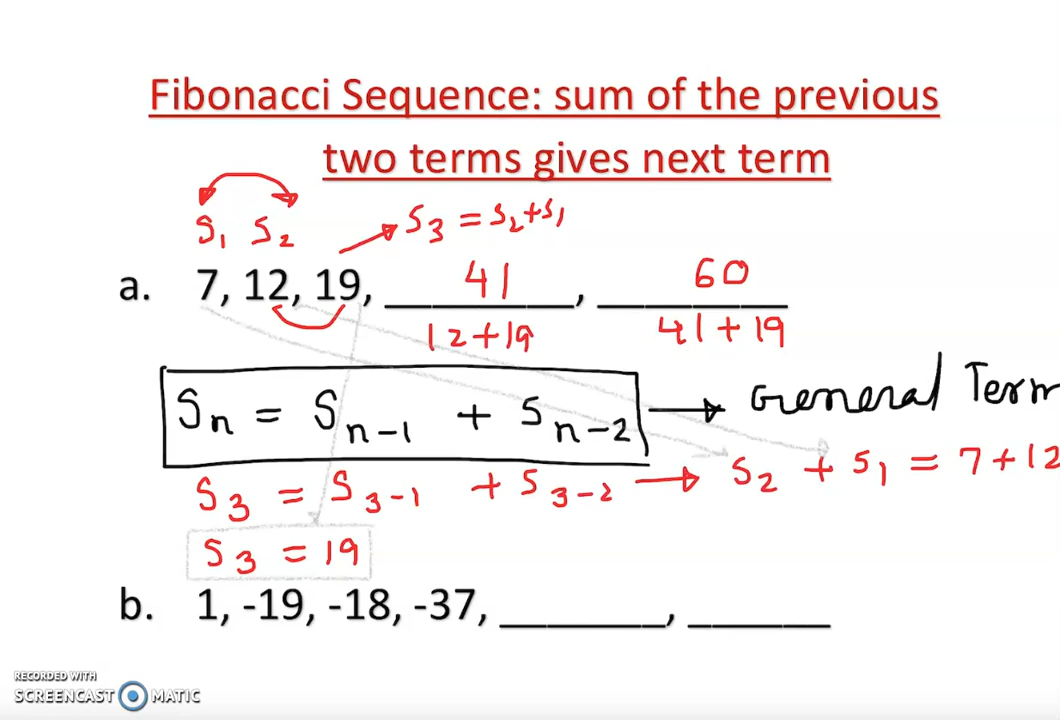 Fibonacci Sequence: sum of the previous
two terms gives next term
S1 S2
S3 = S2+S1
a. 7, 12, 19, 41, 60
12+19 41+19
Sn = Sn-1 + Sn-2 → General Term
S3 = S3-1 + S3-2 → S2 + S1 = 7+12
S3 = 19
b. 1, -19, -18, -37, ________, _______
RECORDED WITH
SCREENCAST MATIC